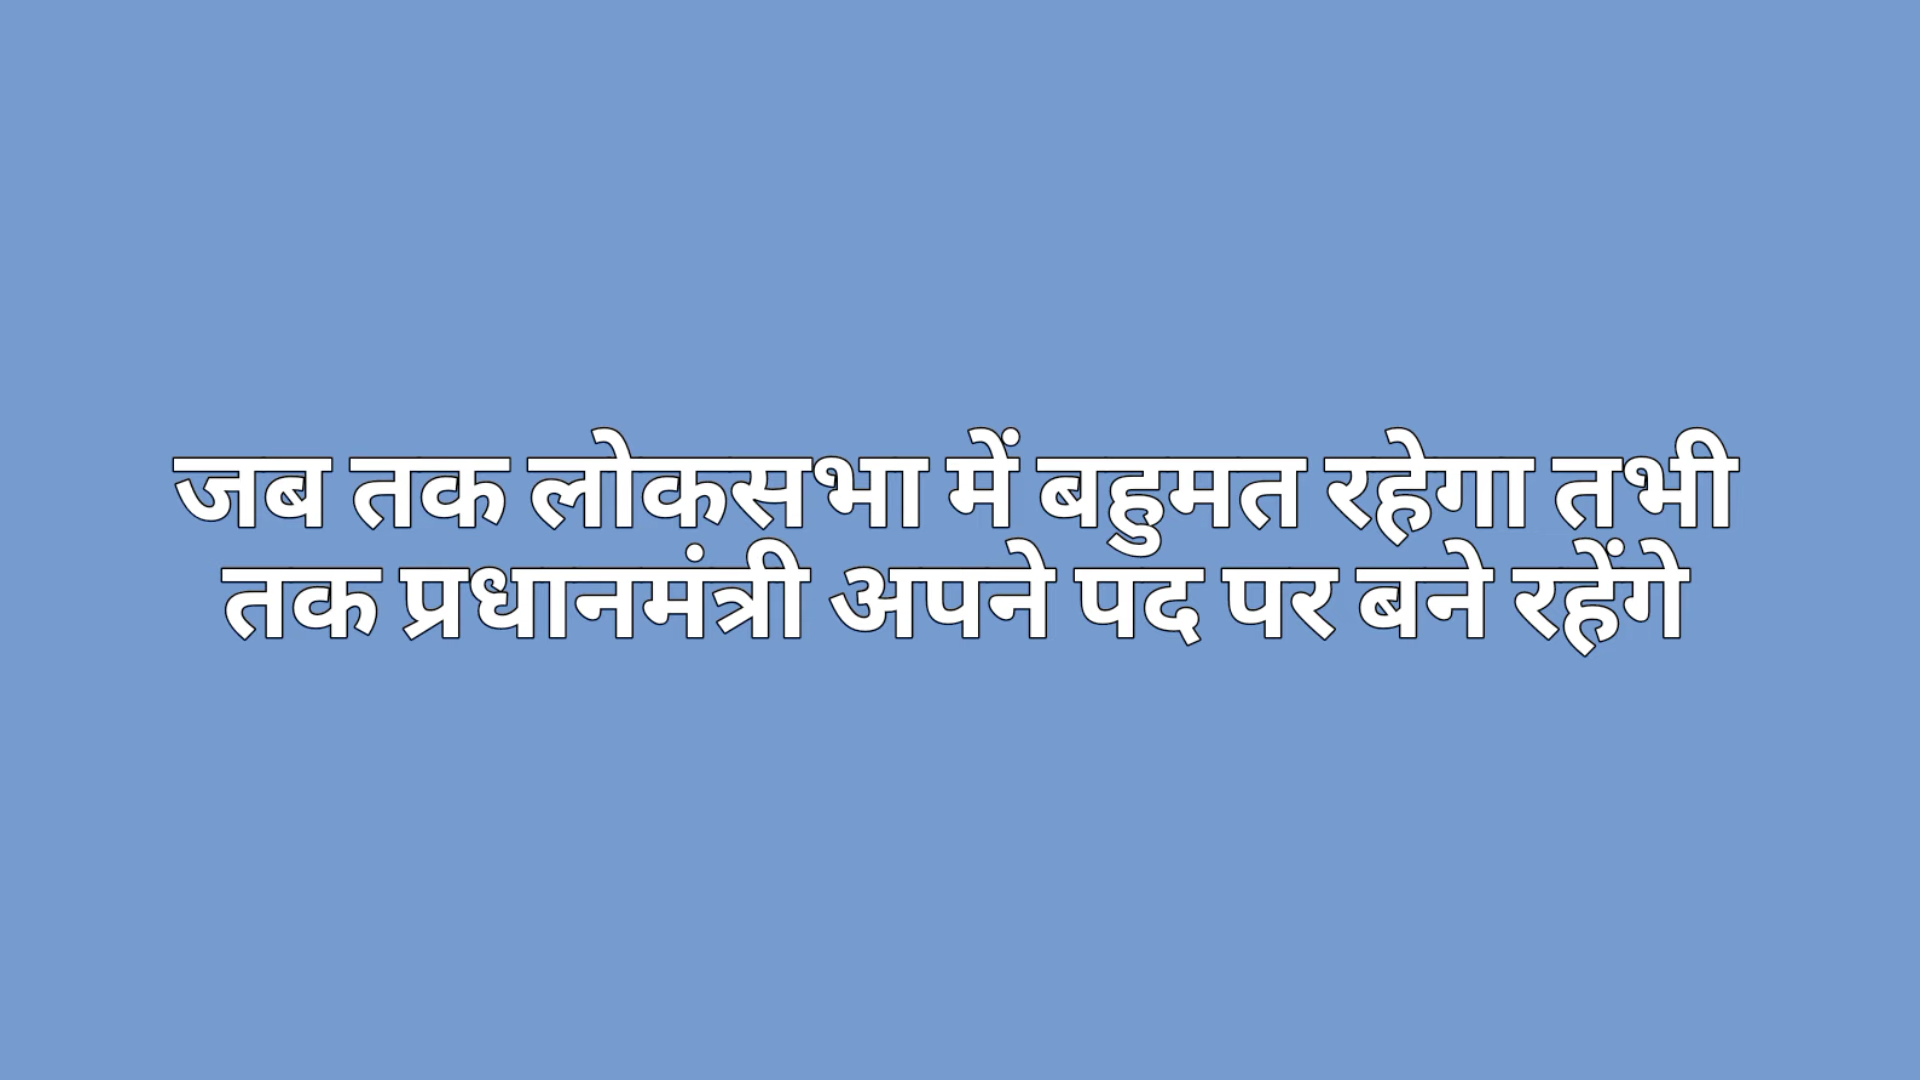 जब तक लोकसभा में बहुमत रहेगा तभी
तक प्रधानमंत्री अपने पद पर बने रहेंगे